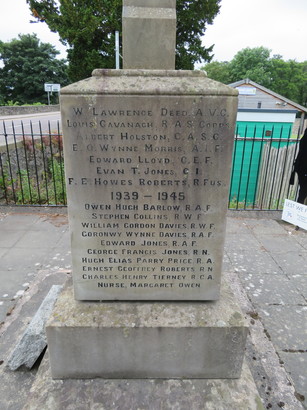 W. Lawrence Deed, A.V.C.
Louis Cavanagh, R.A.S. Corps
Albert Holston, C.A.S.C.
E.O. Wynne Morris, A.I.F.
Edward Lloyd, C.E.F.
Evan T. Jones, C.I.
F. E. Howes Roberts, R. Fus.
1939 – 1945
Owen Hugh Barlow R.A.F.
Stephen Collins R.W.F.
William Gordon Davies, R.W.F.
Goronwy Wynne Davies, R.A.F.
Edward Jones, R.A.F.
George Francis Jones, R.N.
Hugh Elias Parry Price R.A.
Ernest Geoffrey Roberts R.N.
Charles Henry Tierney R.C.A.
Nurse, Margaret Owen